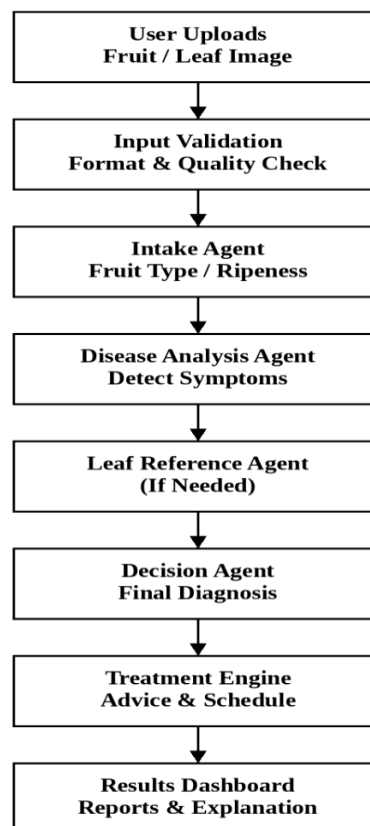 User Uploads
Fruit / Leaf Image
Input Validation
Format & Quality Check
Intake Agent
Fruit Type / Ripeness
Disease Analysis Agent
Detect Symptoms
Leaf Reference Agent
(If Needed)
Decision Agent
Final Diagnosis
Treatment Engine
Advice & Schedule
Results Dashboard
Reports & Explanation